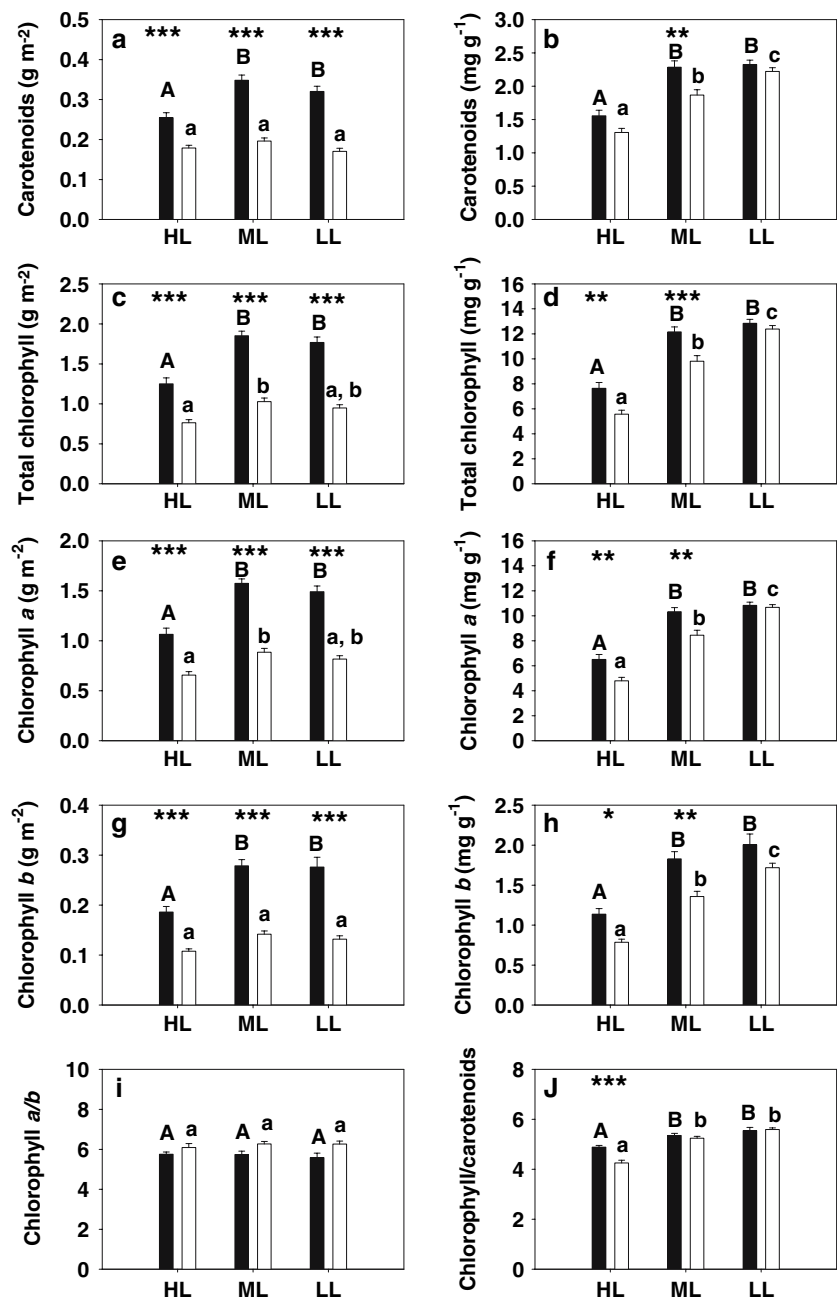 a
Carotenoids (g m-2)
0.5
0.4
0.3
0.2
0.1
0.0
*** *** ***
A a B a B a
HL ML LL
b
Carotenoids (mg g-1)
3.0
2.5
2.0
1.5
1.0
0.5
0.0
**
A a B b B c
HL ML LL
c
Total chlorophyll (g m-2)
2.5
2.0
1.5
1.0
0.5
0.0
*** *** ***
A a B b B a, b
HL ML LL
d
Total chlorophyll (mg g-1)
16
14
12
10
8
6
4
2
0
** ***
A a B b B c
HL ML LL
e
Chlorophyll a (g m-2)
2.0
1.5
1.0
0.5
0.0
*** *** ***
A a B b B a, b
HL ML LL
f
Chlorophyll a (mg g-1)
16
14
12
10
8
6
4
2
0
** **
A a B b B c
HL ML LL
g
Chlorophyll b (g m-2)
0.4
0.3
0.2
0.1
0.0
*** *** ***
A a B a B a
HL ML LL
h
Chlorophyll b (mg g-1)
2.5
2.0
1.5
1.0
0.5
0.0
* **
A a B b B c
HL ML LL
i
Chlorophyll a/b
10
8
6
4
2
0
A a A a A a
HL ML LL
J
Chlorophyll/carotenoids
8
6
4
2
0
***
A a B b B b
HL ML LL